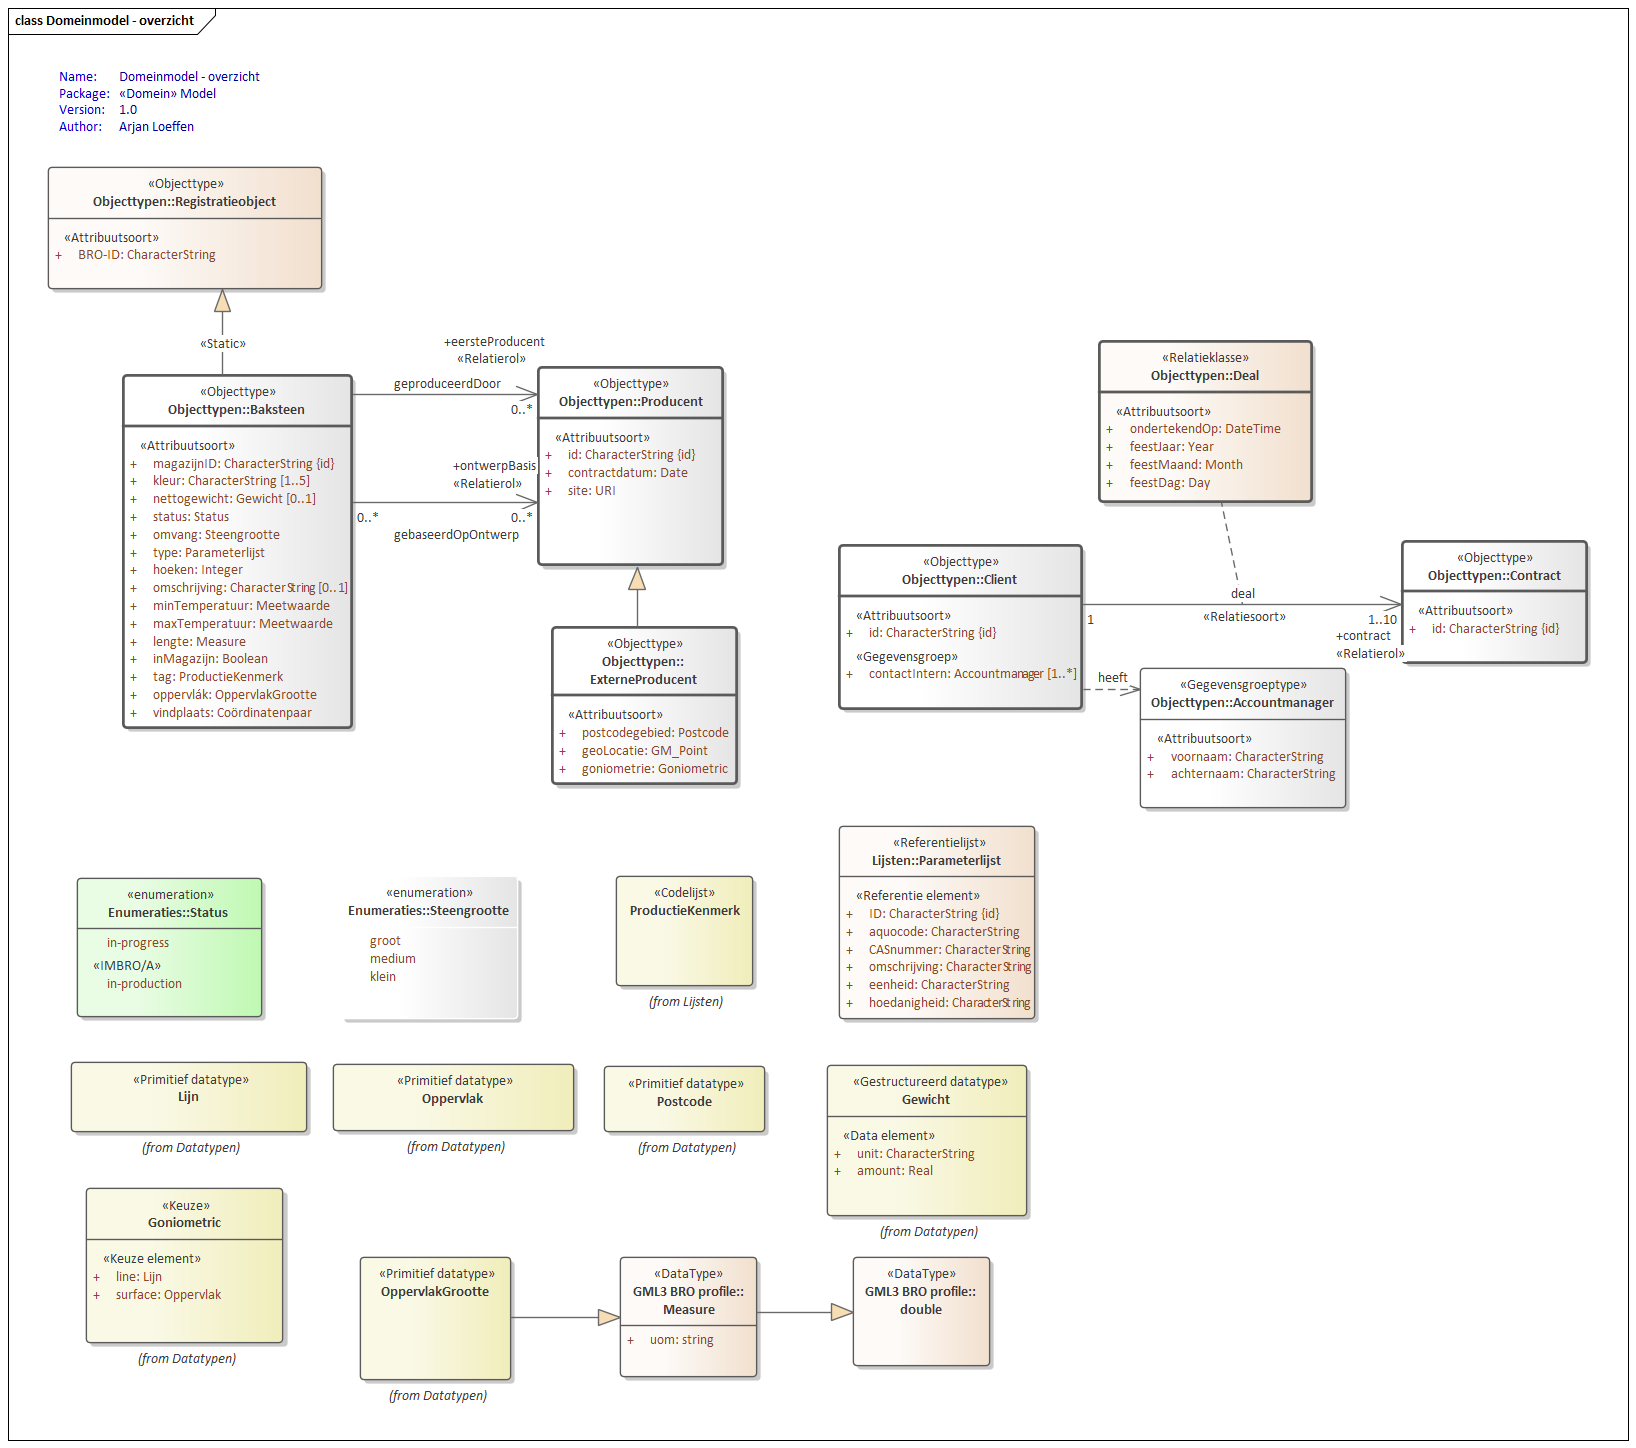 class Domeinmodel - overzicht
Name: Domeinmodel - overzicht
Package: «Domein» Model
Version: 1.0
Author: Arjan Loeffen
«Objecttype»
Objecttypen::Registratieobject
«Attribuutsoort»
+ BRO-ID: CharacterString
«Static»
«Objecttype»
Objecttypen::Baksteen
«Attribuutsoort»
+ magazijnID: CharacterString {id}
+ kleur: CharacterString [1..5]
+ nettogewicht: Gewicht [0..1]
+ status: Status
+ omvang: Steengrootte
+ type: Parameterlijst
+ hoeken: Integer
+ omschrijving: CharacterString [0..1]
+ minTemperatuur: Meetwaarde
+ maxTemperatuur: Meetwaarde
+ lengte: Measure
+ inMagazijn: Boolean
+ tag: ProductieKenmerk
+ oppervlák: OppervlakGrootte
+ vindplaats: Coördinatenpaar
+eersteProducent
«Relatierol»
geproduceerdDoor
0..*
+ontwerpBasis
«Relatierol»
0..*
0..*
gebaseerdOpOntwerp
«Objecttype»
Objecttypen::Producent
«Attribuutsoort»
+ id: CharacterString {id}
+ contractdatum: Date
+ site: URI
«Objecttype»
Objecttypen::
ExterneProducent
«Attribuutsoort»
+ postcodegebied: Postcode
+ geoLocatie: GM_Point
+ goniometrie: Goniometric
«Relatieklasse»
Objecttypen::Deal
«Attribuutsoort»
+ ondertekendOp: DateTime
+ feestJaar: Year
+ feestMaand: Month
+ feestDag: Day
«Objecttype»
Objecttypen::Client
«Attribuutsoort»
+ id: CharacterString {id}
«Gegevensgroep»
+ contactIntern: Accountmanager [1..*]
deal
1
«Relatiesoort»
1..10
+contract
«Relatierol»
«Objecttype»
Objecttypen::Contract
«Attribuutsoort»
+ id: CharacterString {id}
heeft
«Gegevensgroeptype»
Objecttypen::Accountmanager
«Attribuutsoort»
+ voornaam: CharacterString
+ achternaam: CharacterString
«enumeration»
Enumeraties::Status
in-progress
«IMBRO/A»
in-production
«enumeration»
Enumeraties::Steengrootte
groot
medium
klein
«Codelijst»
ProductieKenmerk
(from Lijsten)
«Referentielijst»
Lijsten::Parameterlijst
«Referentie element»
+ ID: CharacterString {id}
+ aquocode: CharacterString
+ CASnummer: CharacterString
+ omschrijving: CharacterString
+ eenheid: CharacterString
+ hoedanigheid: CharacterString
«Primitief datatype»
Lijn
(from Datatypen)
«Primitief datatype»
Oppervlak
(from Datatypen)
«Primitief datatype»
Postcode
(from Datatypen)
«Gestructureerd datatype»
Gewicht
«Data element»
+ unit: CharacterString
+ amount: Real
(from Datatypen)
«Keuze»
Goniometric
«Keuze element»
+ line: Lijn
+ surface: Oppervlak
(from Datatypen)
«Primitief datatype»
OppervlakGrootte
(from Datatypen)
«DataType»
GML3 BRO profile::
Measure
+ uom: string
«DataType»
GML3 BRO profile::
double